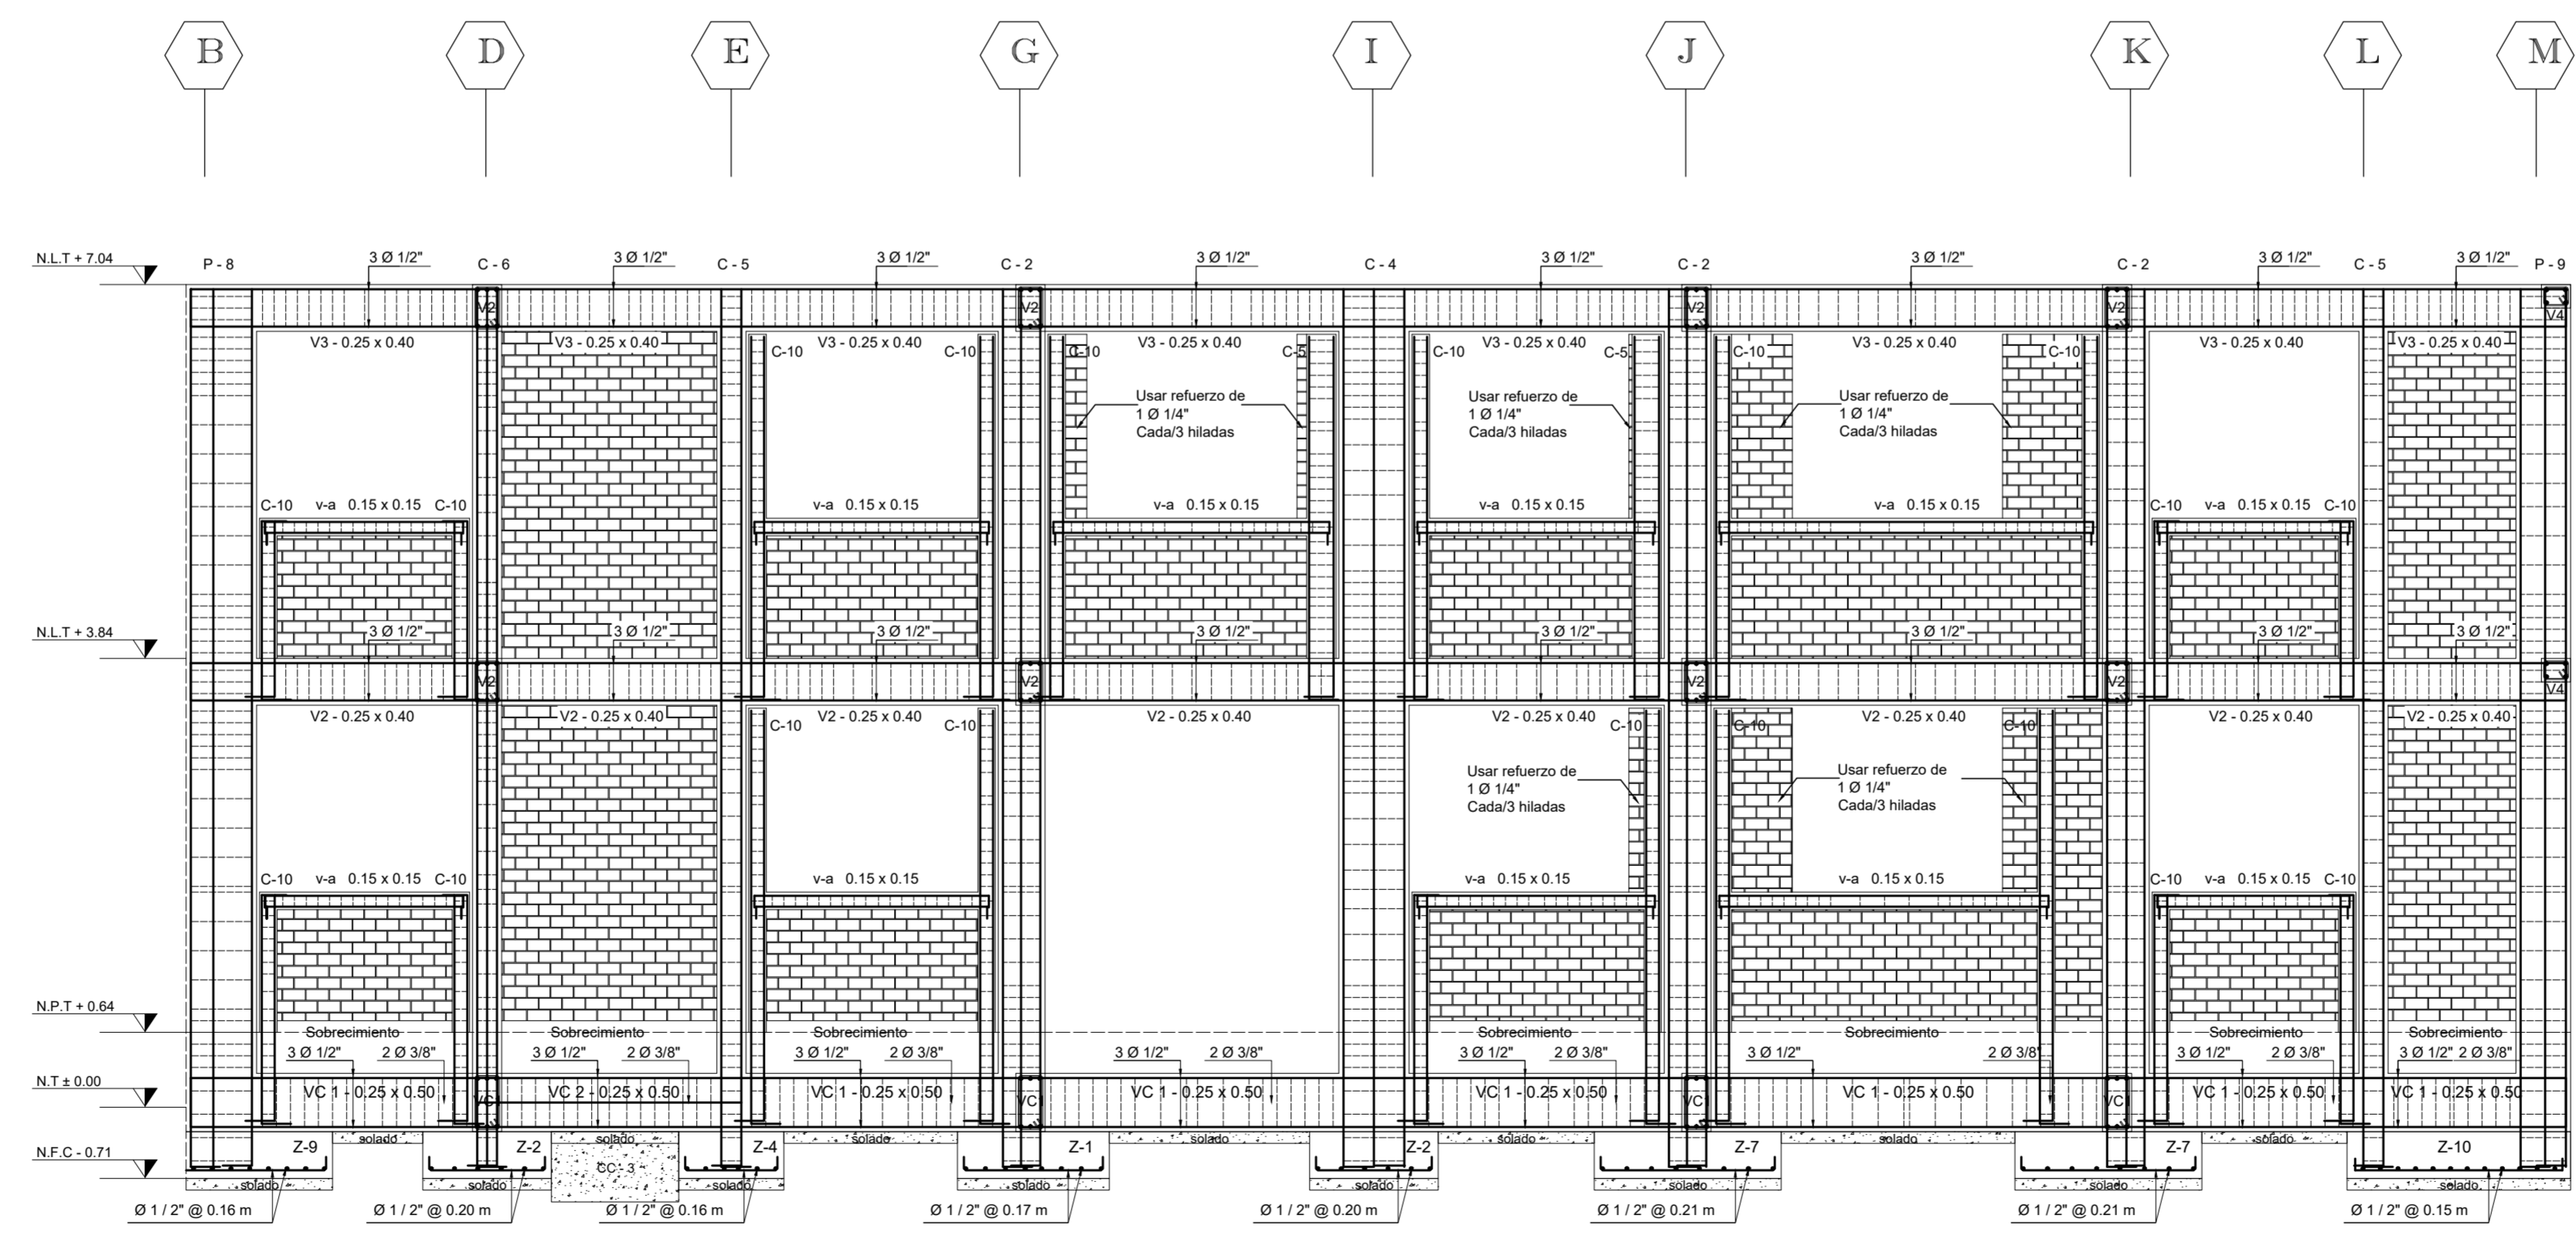 B D E G I J K L M
N.L.T + 7.04
P - 8 3 Ø 1/2" C - 6 3 Ø 1/2" C - 5 3 Ø 1/2" C - 2 3 Ø 1/2" C - 4 3 Ø 1/2" C - 2 3 Ø 1/2" C - 2 3 Ø 1/2" C - 5 3 Ø 1/2" P - 9
V2 V2 V2 V2 V4
V3 - 0.25 x 0.40 V3 - 0.25 x 0.40 V3 - 0.25 x 0.40 V3 - 0.25 x 0.40 V3 - 0.25 x 0.40 V3 - 0.25 x 0.40 V3 - 0.25 x 0.40 V3 - 0.25 x 0.40
C-10 C-10 C-10 C-5 C-10 C-5 C-10 C-10
Usar refuerzo de
1 Ø 1/4"
Cada/3 hiladas
Usar refuerzo de
1 Ø 1/4"
Cada/3 hiladas
Usar refuerzo de
1 Ø 1/4"
Cada/3 hiladas
C-10 v-a 0.15 x 0.15 C-10 v-a 0.15 x 0.15 v-a 0.15 x 0.15 v-a 0.15 x 0.15 v-a 0.15 x 0.15 C-10 v-a 0.15 x 0.15 C-10
N.L.T + 3.84
3 Ø 1/2" 3 Ø 1/2" 3 Ø 1/2" 3 Ø 1/2" 3 Ø 1/2" 3 Ø 1/2" 3 Ø 1/2" 3 Ø 1/2"
V2 V2 V2 V2 V4
V2 - 0.25 x 0.40 V2 - 0.25 x 0.40 V2 - 0.25 x 0.40 V2 - 0.25 x 0.40 V2 - 0.25 x 0.40 V2 - 0.25 x 0.40 V2 - 0.25 x 0.40 V2 - 0.25 x 0.40
C-10 C-10 C-10 C-10 C-10
Usar refuerzo de
1 Ø 1/4"
Cada/3 hiladas
Usar refuerzo de
1 Ø 1/4"
Cada/3 hiladas
C-10 v-a 0.15 x 0.15 C-10 v-a 0.15 x 0.15 v-a 0.15 x 0.15 v-a 0.15 x 0.15 C-10 v-a 0.15 x 0.15 C-10
N.P.T + 0.64
Sobrecimiento Sobrecimiento Sobrecimiento Sobrecimiento Sobrecimiento Sobrecimiento Sobrecimiento
3 Ø 1/2" 2 Ø 3/8" 3 Ø 1/2" 2 Ø 3/8" 3 Ø 1/2" 2 Ø 3/8" 3 Ø 1/2" 2 Ø 3/8" 3 Ø 1/2" 2 Ø 3/8" 3 Ø 1/2" 2 Ø 3/8" 3 Ø 1/2" 2 Ø 3/8" 3 Ø 1/2" 2 Ø 3/8"
N.T ± 0.00
VC 1 - 0.25 x 0.50 VC VC 2 - 0.25 x 0.50 VC 1 - 0.25 x 0.50 VC VC 1 - 0.25 x 0.50 VC 1 - 0.25 x 0.50 VC VC 1 - 0.25 x 0.50 VC VC 1 - 0.25 x 0.50 VC 1 - 0.25 x 0.50
solado solado solado solado solado solado solado
N.F.C - 0.71
Z-9 Z-2 Z-4 Z-1 Z-2 Z-7 Z-7 Z-10
CC - 3
solado solado solado solado solado solado solado solado
Ø 1 / 2" @ 0.16 m Ø 1 / 2" @ 0.20 m Ø 1 / 2" @ 0.16 m Ø 1 / 2" @ 0.17 m Ø 1 / 2" @ 0.20 m Ø 1 / 2" @ 0.21 m Ø 1 / 2" @ 0.21 m Ø 1 / 2" @ 0.15 m